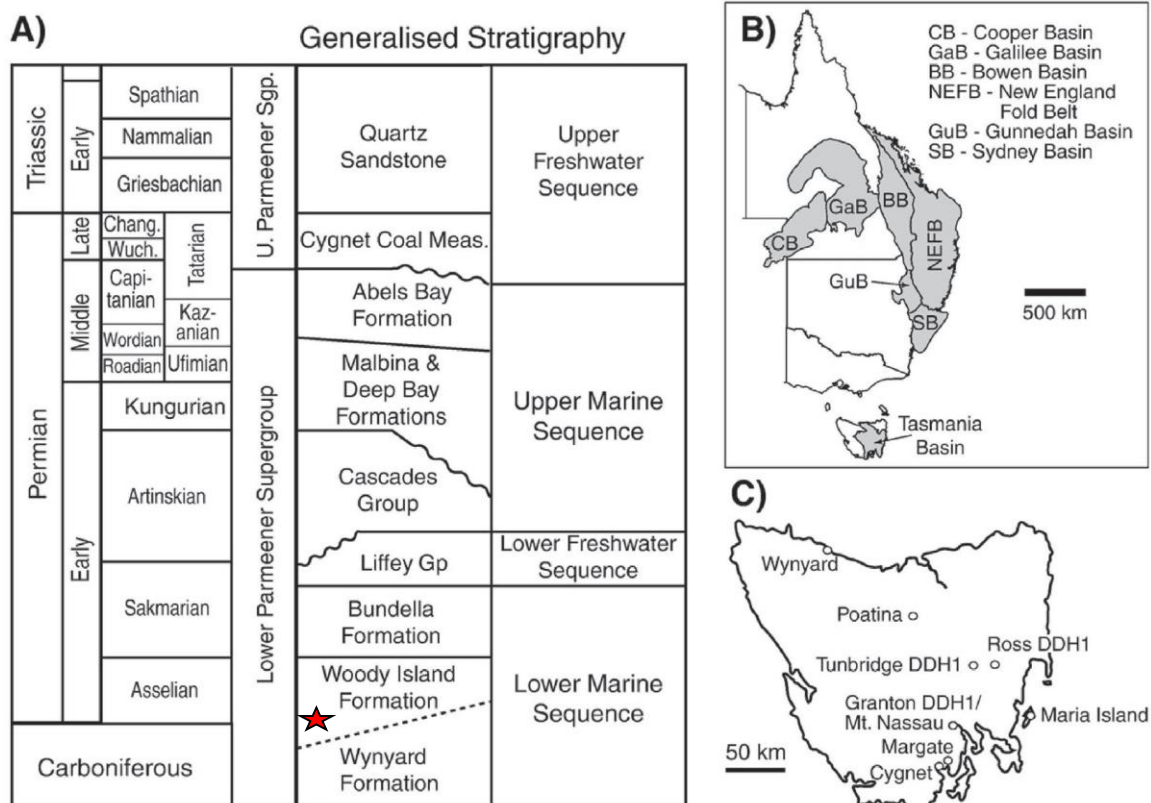 A)
Generalised Stratigraphy
Triassic
Early
Spathian
Nammalian
Griesbachian
Permian
Late
Chang.
Wuch.
Tatarian
Middle
Capi-
tanian
Kaz-
anian
Wordian
Roadian
Ufimian
Early
Kungurian
Artinskian
Sakmarian
Asselian
Carboniferous
U. Parmeener Sgp.
Lower Parmeener Supergroup
Quartz
Sandstone
Cygnet Coal Meas.
Abels Bay
Formation
Malbina &
Deep Bay
Formations
Cascades
Group
Liffey Gp
Bundella
Formation
Woody Island
Formation
Wynyard
Formation
Upper
Freshwater
Sequence
Upper Marine
Sequence
Lower Freshwater
Sequence
Lower Marine
Sequence
B)
CB - Cooper Basin
GaB - Galilee Basin
BB - Bowen Basin
NEFB - New England
Fold Belt
GuB - Gunnedah Basin
SB - Sydney Basin
GaB
BB
CB
NEFB
GuB
SB
500 km
Tasmania
Basin
C)
Wynyard
Poatina
Ross DDH1
Tunbridge DDH1
Granton DDH1/
Mt. Nassau
Maria Island
Margate
Cygnet
50 km